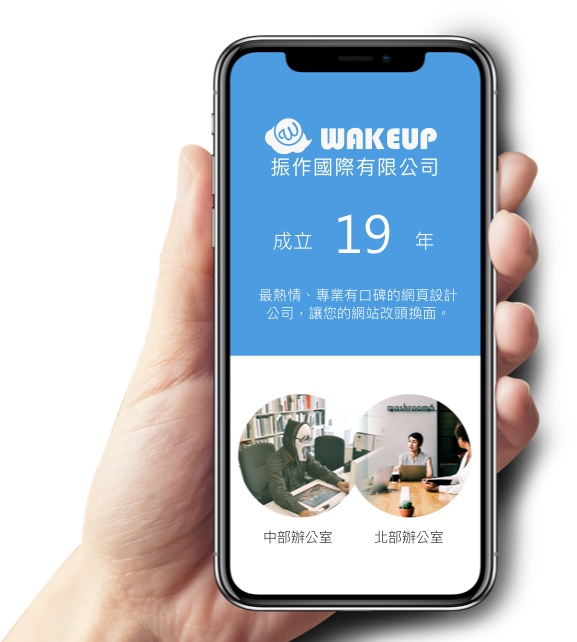 WAKEUP
振作國際有限公司
成立 19 年
最熱情、專業有口碑的網頁設計
公司，讓您的網站改頭換面。
mashroom6
中部辦公室
北部辦公室